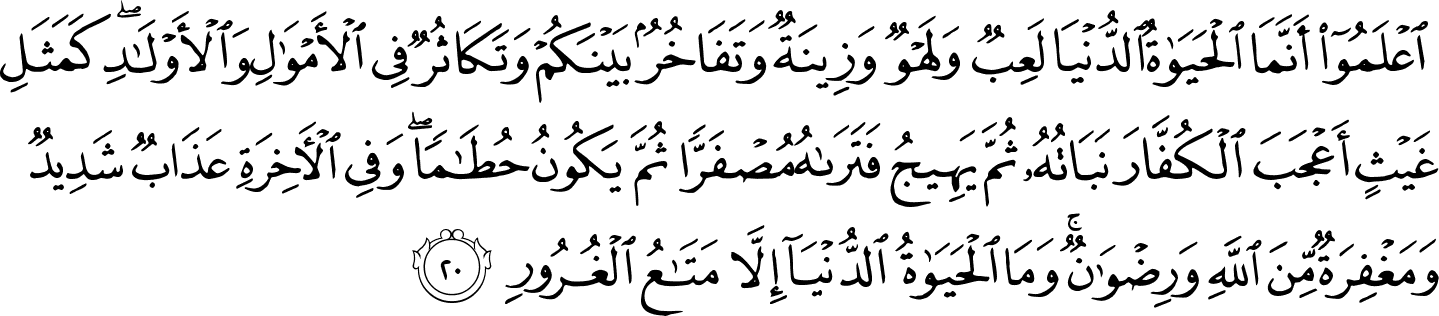 ٱعۡلَمُوٓاْ أَنَّمَا ٱلۡحَيَوٰةُ ٱلدُّنۡيَا لَعِبٞ وَلَهۡوٞ وَزِينَةٞ وَتَفَاخُرُۢ بَيۡنَكُمۡ وَتَكَاثُرٞ فِي ٱلۡأَمۡوَٰلِ وَٱلۡأَوۡلَٰدِۖ كَمَثَلِ
غَيۡثٍ أَعۡجَبَ ٱلۡكُفَّارَ نَبَاتُهُۥ ثُمَّ يَهِيجُ فَتَرَىٰهُ مُصۡفَرّٗا ثُمَّ يَكُونُ حُطَٰمٗاۖ وَفِي ٱلۡأٓخِرَةِ عَذَابٞ شَدِيدٞ
وَمَغۡفِرَةٞ مِّنَ ٱللَّهِ وَرِضۡوَٰنٞۚ وَمَا ٱلۡحَيَوٰةُ ٱلدُّنۡيَآ إِلَّا مَتَٰعُ ٱلۡغُرُورِ ٢٠